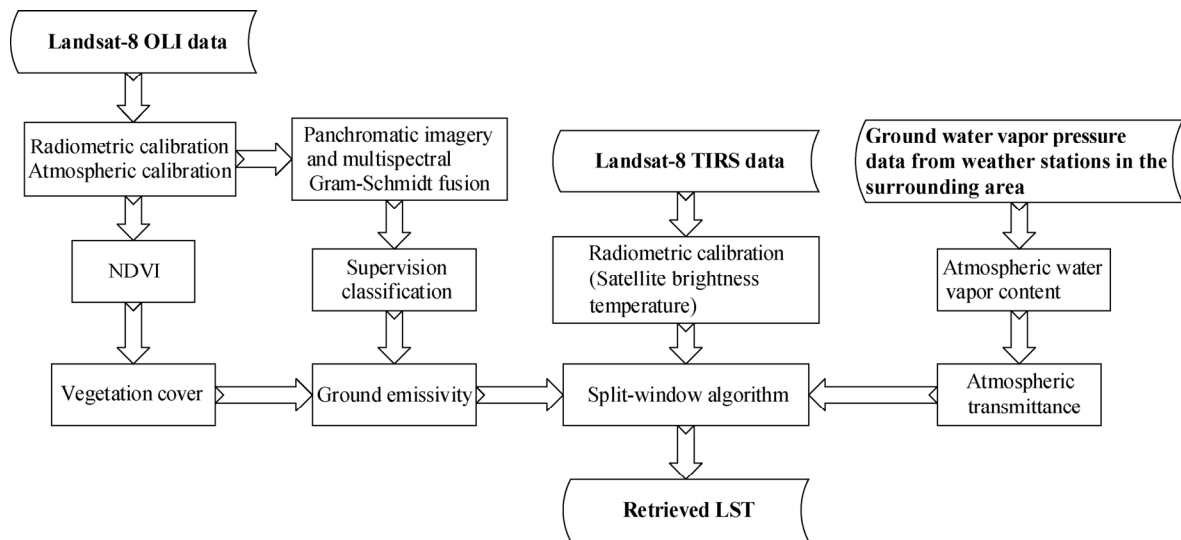 Landsat-8 OLI data
Radiometric calibration
Atmospheric calibration
Panchromatic imagery
and multispectral
Gram-Schmidt fusion
Landsat-8 TIRS data
Ground water vapor pressure
data from weather stations in the
surrounding area
NDVI
Supervision
classification
Radiometric calibration
(Satellite brightness
temperature)
Atmospheric water
vapor content
Vegetation cover
Ground emissivity
Split-window algorithm
Atmospheric
transmittance
Retrieved LST